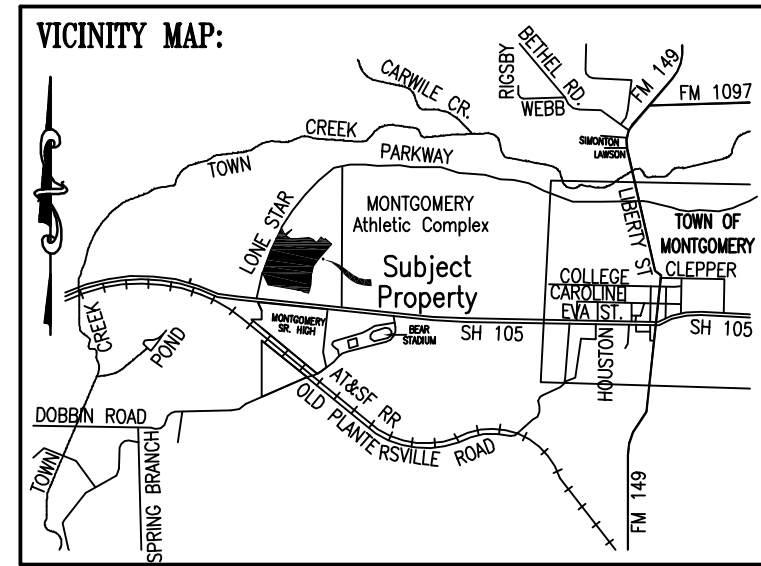 VICINITY MAP:
CARWILE CR.
RIGSBY
BETHEL RD.
WEBB
FM 149
FM 1097
SIMONTON
LAWSON
TOWN
CREEK
PARKWAY
LONE STAR
MONTGOMERY
Athletic Complex
Subject
Property
LIBERTY ST
TOWN OF
MONTGOMERY
CLEPPER
COLLEGE
CAROLINE
EVA ST.
HOUSTON
SH 105
SH 105
MONTGOMERY
SR. HIGH
BEAR
STADIUM
CREEK
POND
AT&SF RR
OLD PLANTERSVILLE ROAD
DOBBIN ROAD
TOWN
SPRING BRANCH
FM 149